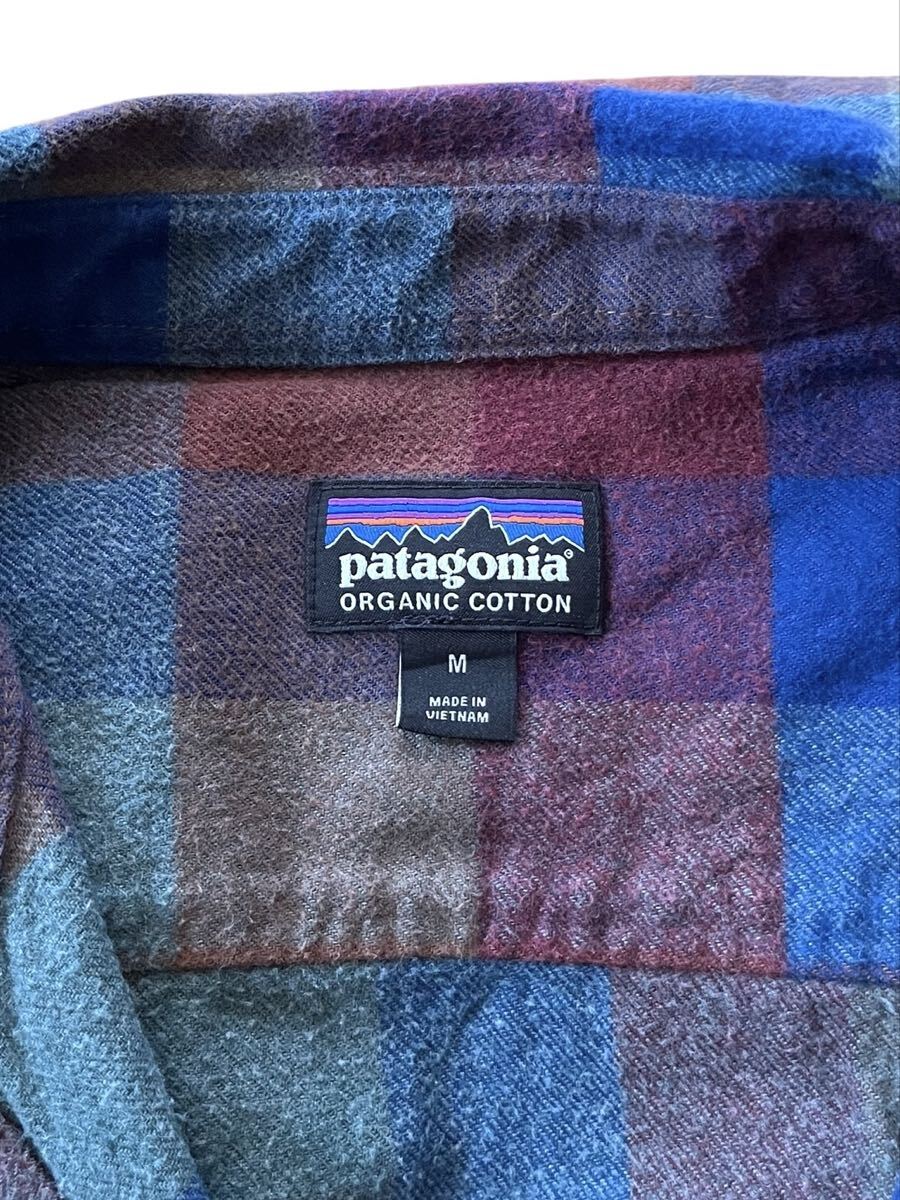 patagonia®
ORGANIC COTTON
M
MADE IN
VIETNAM